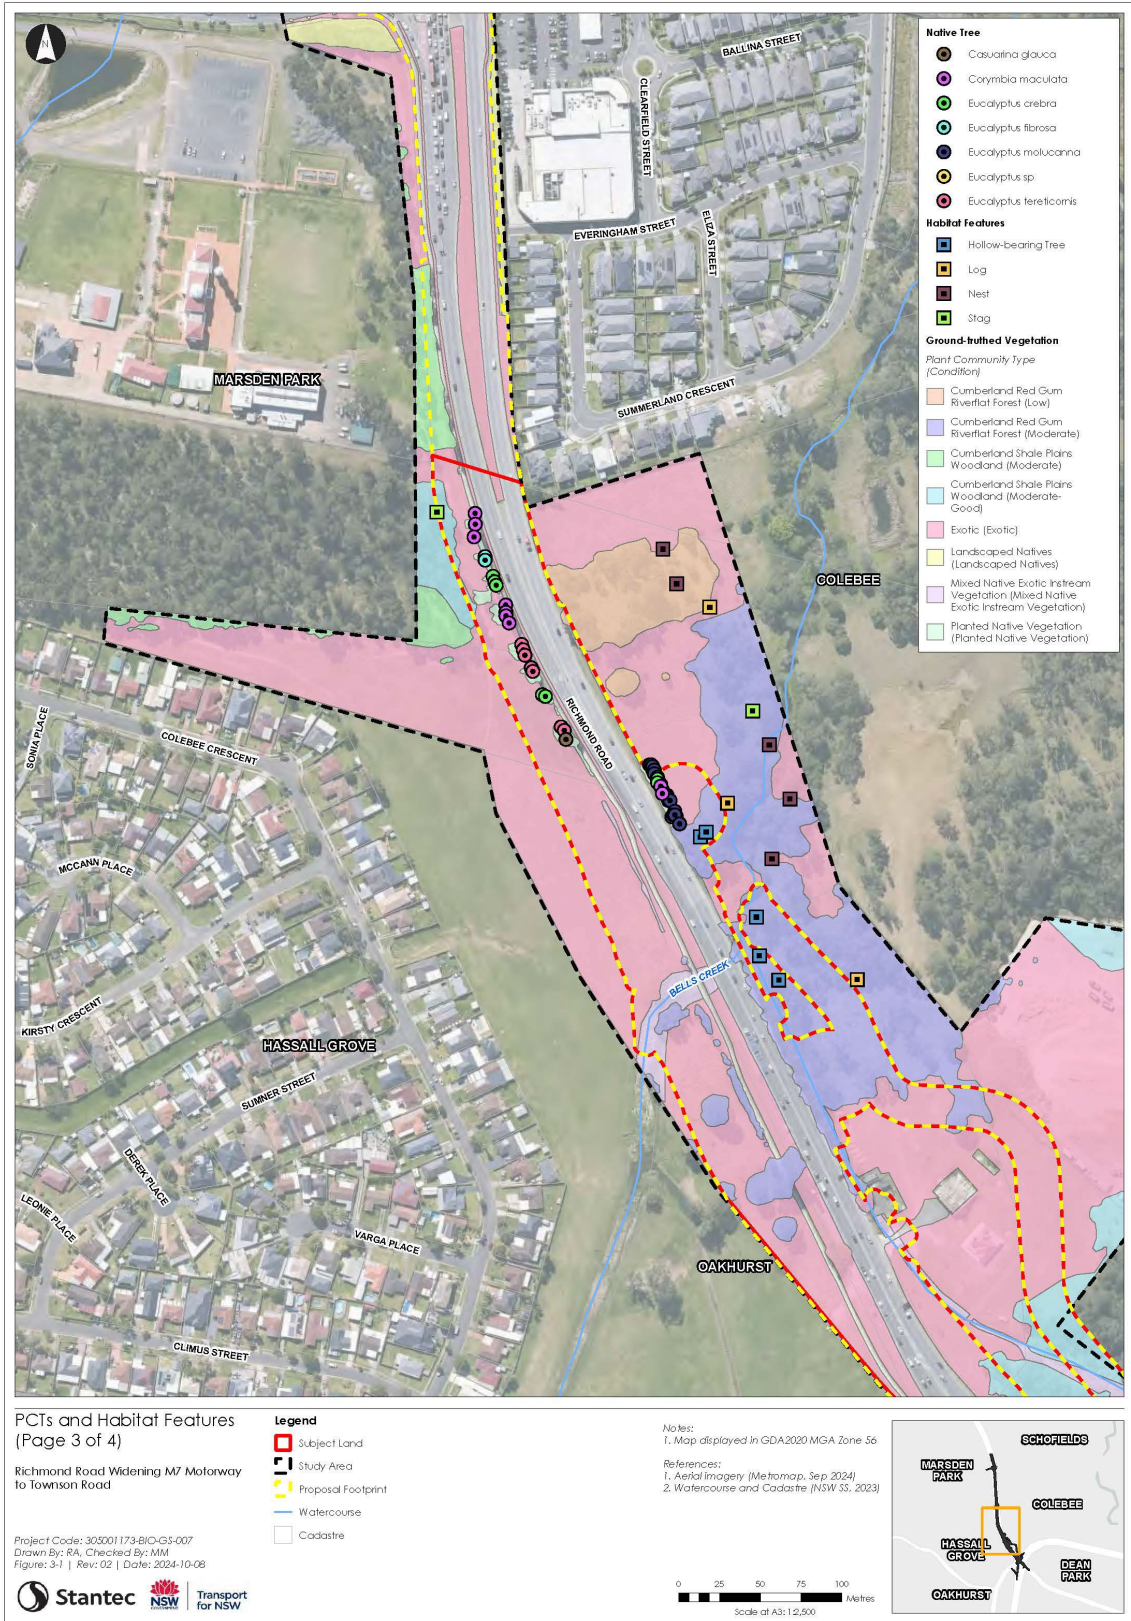 N
BALLINA STREET
CLEARFIELD STREET
EVERINGHAM STREET
ELIZA STREET
SUMMERLAND CRESCENT
MARSDEN PARK
COLEBEE
RICHMOND ROAD
SONIA PLACE
COLEBEE CRESCENT
MCCANN PLACE
KIRSTY CRESCENT
HASSALL GROVE
SUMNER STREET
BELLS CREEK
DEREK PLACE
LEONIE PLACE
VARGA PLACE
OAKHURST
CLIMUS STREET
Native Tree
Casuarina glauca
Corymbia maculata
Eucalyptus crebra
Eucalyptus fibrosa
Eucalyptus molucanna
Eucalyptus sp
Eucalyptus tereticornis
Habitat Features
Hollow-bearing Tree
Log
Nest
Stag
Ground-truthed Vegetation
Plant Community Type
(Condition)
Cumberland Red Gum
Riverflat Forest (Low)
Cumberland Red Gum
Riverflat Forest (Moderate)
Cumberland Shale Plains
Woodland (Moderate)
Cumberland Shale Plains
Woodland (Moderate-
Good)
Exotic (Exotic)
Landscaped Natives
(Landscaped Natives)
Mixed Native Exotic Instream
Vegetation (Mixed Native
Exotic Instream Vegetation)
Planted Native Vegetation
(Planted Native Vegetation)
PCTs and Habitat Features
(Page 3 of 4)
Richmond Road Widening M7 Motorway
to Townson Road
Project Code: 305001173-BIO-GS-007
Drawn By: RA, Checked By: MM
Figure: 3-1 | Rev: 02 | Date: 2024-10-08
Stantec
NSW
GOVERNMENT
Transport
for NSW
Legend
Subject Land
Study Area
Proposal Footprint
Watercourse
Cadastre
Notes:
1. Map displayed in GDA2020 MGA Zone 56
References:
1. Aerial imagery (Metromap, Sep 2024)
2. Watercourse and Cadastre (NSW SS, 2023)
0 25 50 75 100
Metres
Scale at A3: 1:2,500
SCHOFIELDS
MARSDEN
PARK
COLEBEE
HASSALL
GROVE
DEAN
PARK
OAKHURST